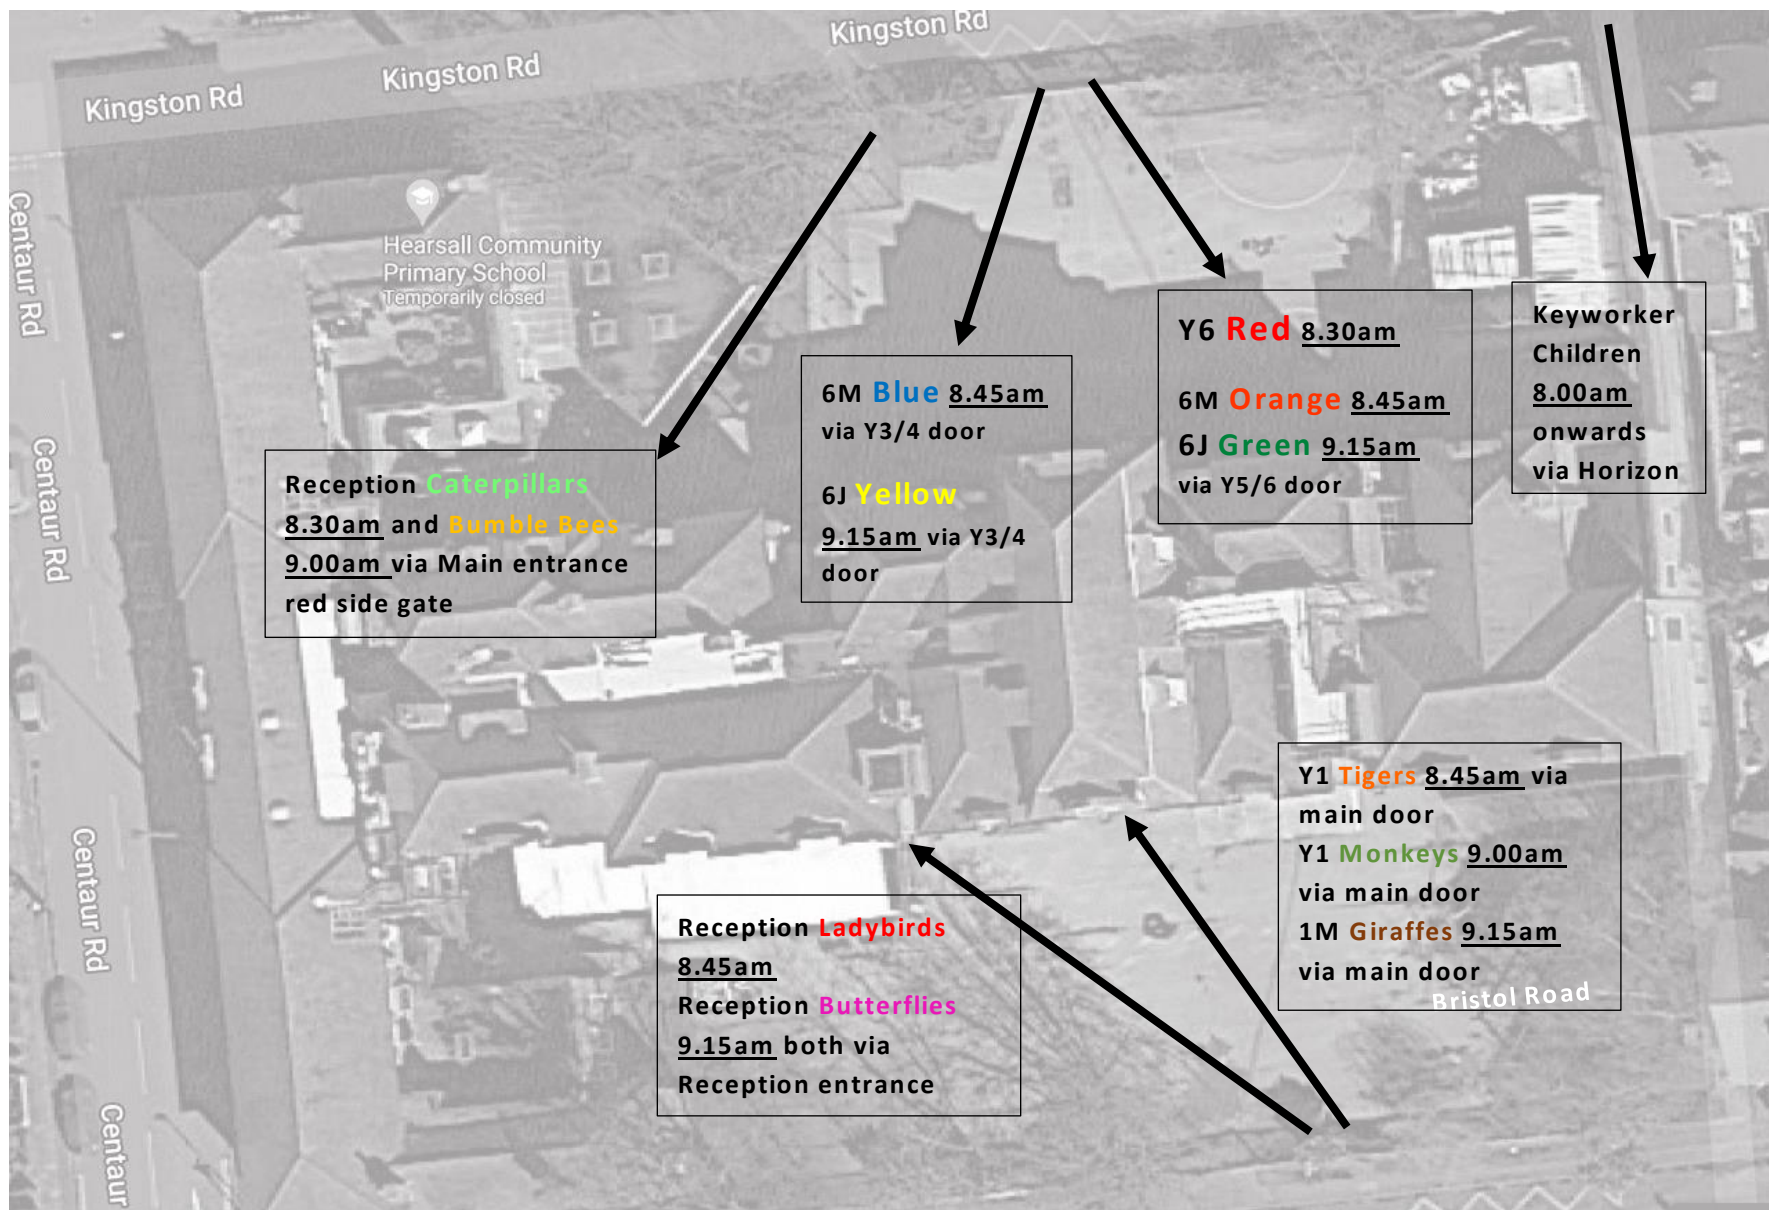 Kingston Rd
Kingston Rd
Kingston Rd
Centaur Rd
Centaur Rd
Centaur Rd
Centaur
Hearsall Community
Primary School
Temporarily closed
Reception Caterpillars
8.30am and Bumble Bees
9.00am via Main entrance
red side gate
6M Blue 8.45am
via Y3/4 door
6J Yellow
9.15am via Y3/4
door
Y6 Red 8.30am
6M Orange 8.45am
6J Green 9.15am
via Y5/6 door
Keyworker
Children
8.00am
onwards
via Horizon
Reception Ladybirds
8.45am
Reception Butterflies
9.15am both via
Reception entrance
Y1 Tigers 8.45am via
main door
Y1 Monkeys 9.00am
via main door
1M Giraffes 9.15am
via main door
Bristol Road